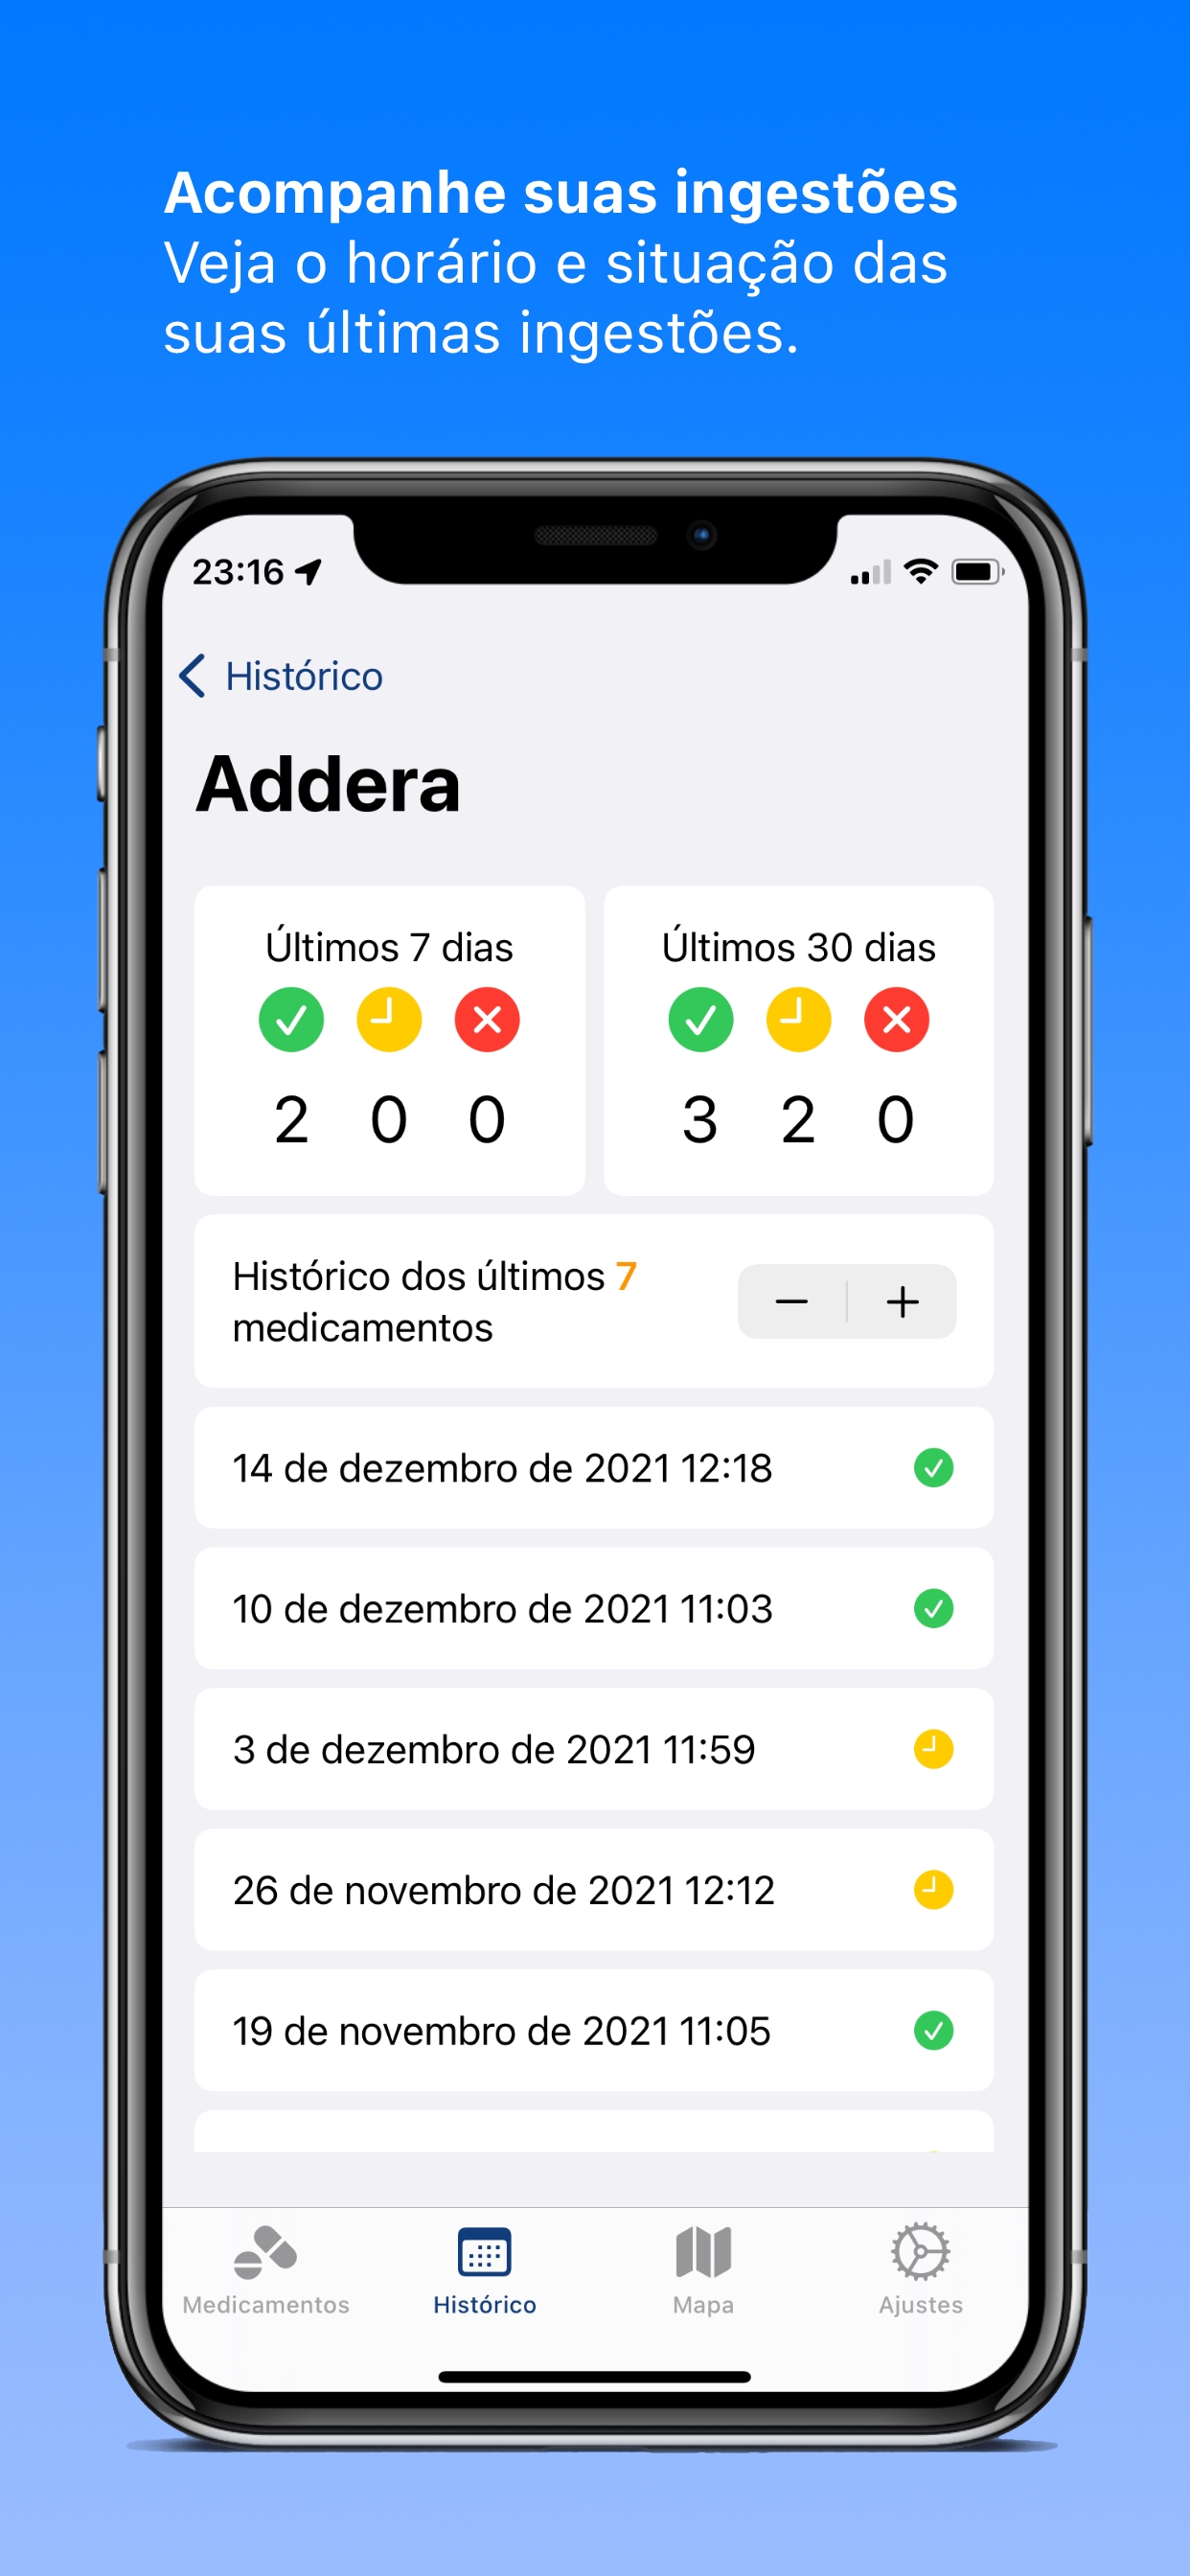 Acompanhe suas ingestões
Veja o horário e situação das
suas últimas ingestões.
23:16
Histórico
Addera
Últimos 7 dias
2 0 0
Últimos 30 dias
3 2 0
Histórico dos últimos 7
medicamentos
14 de dezembro de 2021 12:18
10 de dezembro de 2021 11:03
3 de dezembro de 2021 11:59
26 de novembro de 2021 12:12
19 de novembro de 2021 11:05
Medicamentos
Histórico
Mapa
Ajustes